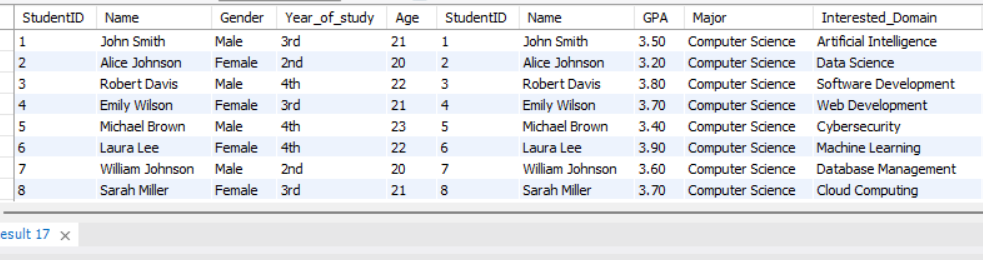 StudentID Name Gender Year_of_study Age StudentID Name GPA Major Interested_Domain
1 John Smith Male 3rd 21 1 John Smith 3.50 Computer Science Artificial Intelligence
2 Alice Johnson Female 2nd 20 2 Alice Johnson 3.20 Computer Science Data Science
3 Robert Davis Male 4th 22 3 Robert Davis 3.80 Computer Science Software Development
4 Emily Wilson Female 3rd 21 4 Emily Wilson 3.70 Computer Science Web Development
5 Michael Brown Male 4th 23 5 Michael Brown 3.40 Computer Science Cybersecurity
6 Laura Lee Female 4th 22 6 Laura Lee 3.90 Computer Science Machine Learning
7 William Johnson Male 2nd 20 7 William Johnson 3.60 Computer Science Database Management
8 Sarah Miller Female 3rd 21 8 Sarah Miller 3.70 Computer Science Cloud Computing
esult 17 ×